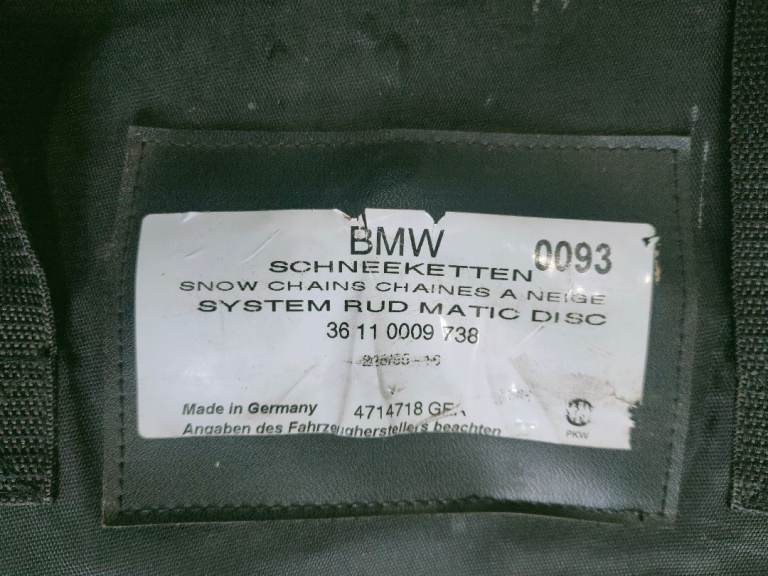 BMW
0093
SCHNEEKETTEN
SNOW CHAINS CHAINES A NEIGE
SYSTEM RUD MATIC DISC
36 11 0009 738
Made in Germany
4714718
Angaben des Fahrzeugherstellers beachten
PKW